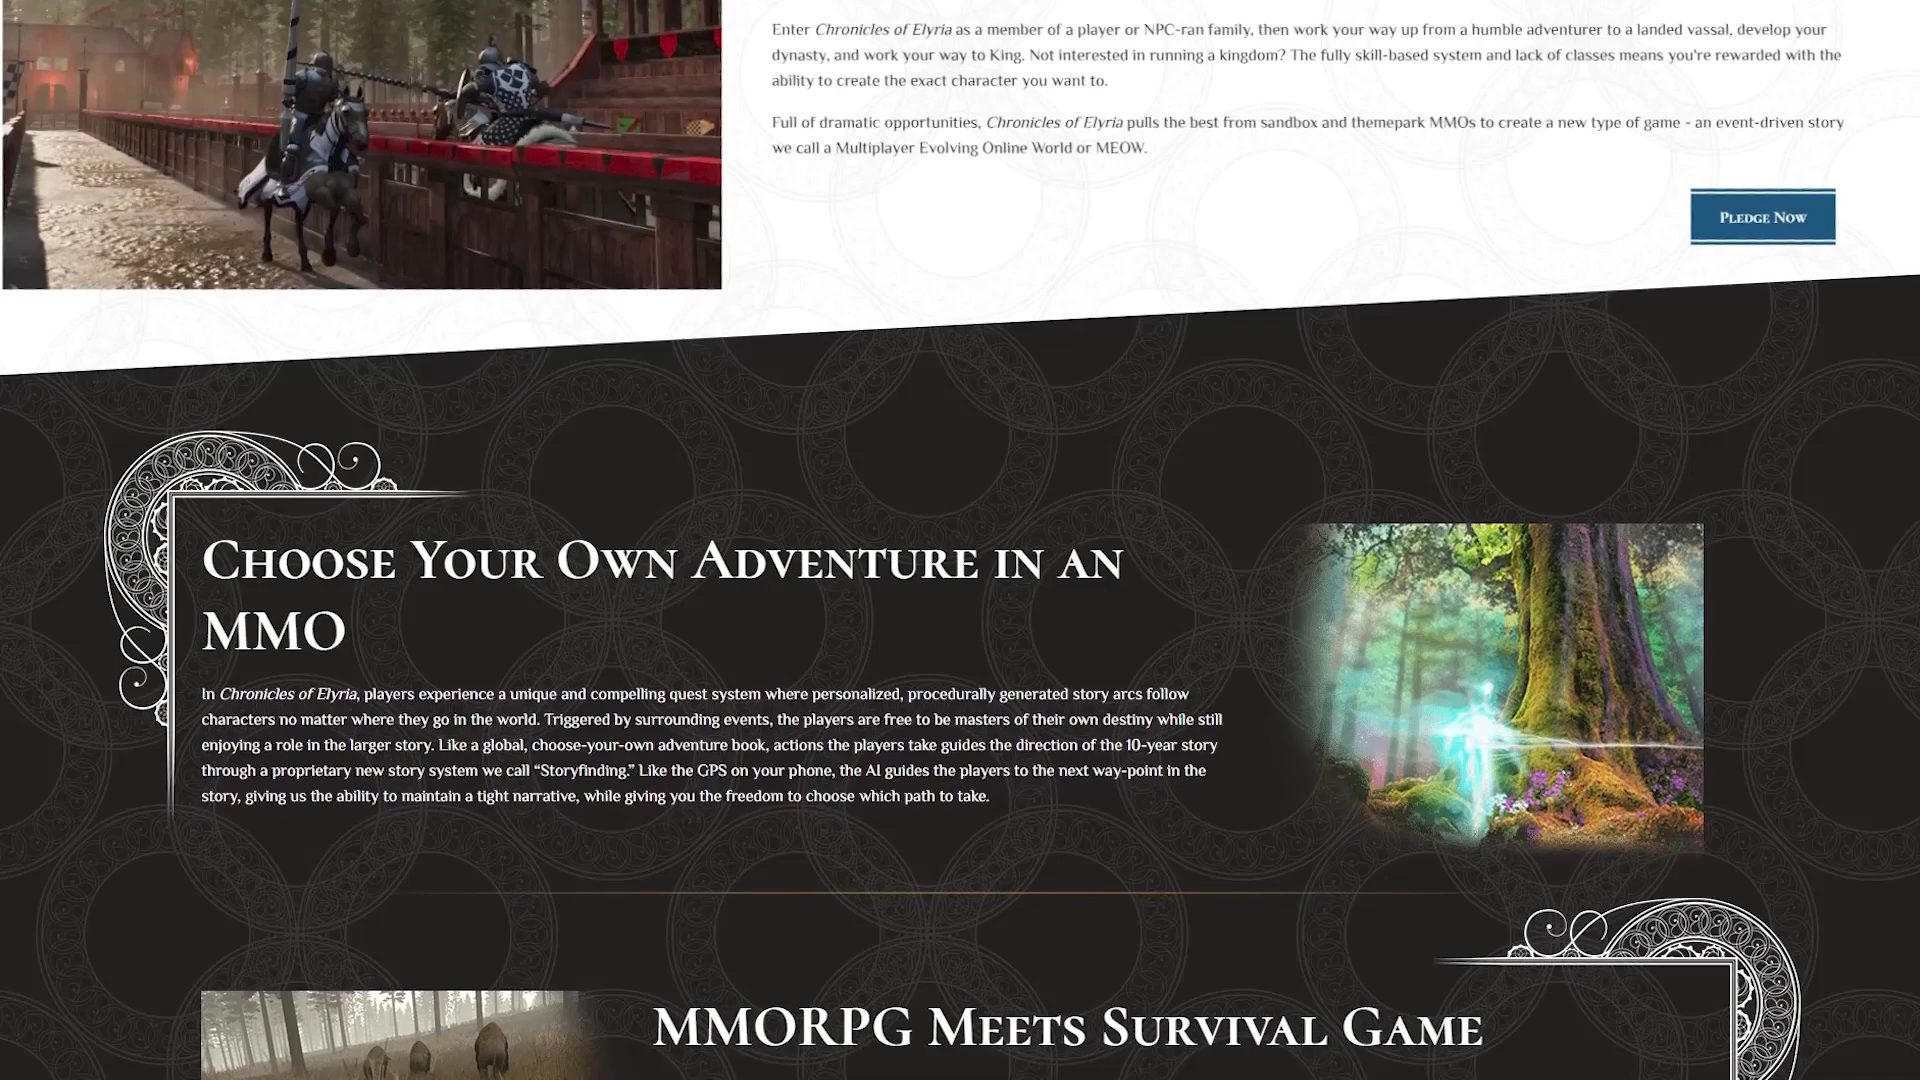 Enter Chronicles of Elyria as a member of a player or NPC-ran family, then work your way up from a humble adventurer to a landed vassal, develop your
dynasty, and work your way to King. Not interested in running a kingdom? The fully skill-based system and lack of classes means you're rewarded with the
ability to create the exact character you want to.
Full of dramatic opportunities, Chronicles of Elyria pulls the best from sandbox and themepark MMOs to create a new type of game - an event-driven story
we call a Multiplayer Evolving Online World or MEOW.
Pledge Now
Choose Your Own Adventure in an
MMO
In Chronicles of Elyria, players experience a unique and compelling quest system where personalized, procedurally generated story arcs follow
characters no matter where they go in the world. Triggered by surrounding events, the players are free to be masters of their own destiny while still
enjoying a role in the larger story. Like a global, choose-your-own adventure book, actions the players take guides the direction of the 10-year story
through a proprietary new story system we call “Storyfinding.” Like the GPS on your phone, the AI guides the players to the next way-point in the
story, giving us the ability to maintain a tight narrative, while giving you the freedom to choose which path to take.
MMORPG Meets Survival Game